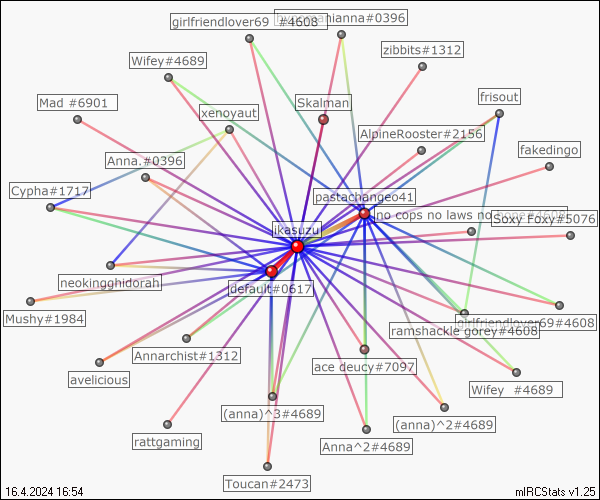 girlfriendlover69 #4608
ianna#0396
zibbits#1312
Wifey#4689
frisout
Mad #6901
Skalman
xenoyaut
AlpineRooster#2156
fakedingo
Anna.#0396
Cypha#1717
pastachangeo41
no cops no laws no
Soxy Foxy#5076
ikasuzu
neokingghidorah
default#0617
Mushy#1984
girlfriendlover69#4608
ramshackle gorey#4608
Annarchist#1312
ace deucy#7097
avelicious
Wifey #4689
(anna)^3#4689
(anna)^2#4689
rattgaming
Anna^2#4689
Toucan#2473
16.4.2024 16:54
mIRCStats v1.25